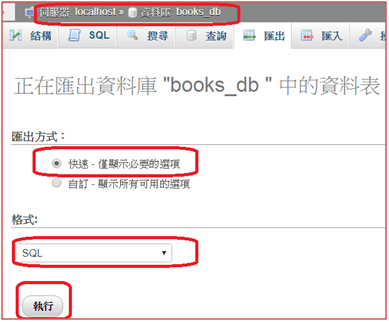 伺服器: localhost » 資料庫: books_db
結構 SQL 搜尋 查詢 匯出 匯入
正在匯出資料庫 "books_db " 中的資料表
匯出方式：
快速 - 僅顯示必要的選項
自訂 - 顯示所有可用的選項
格式:
SQL
執行